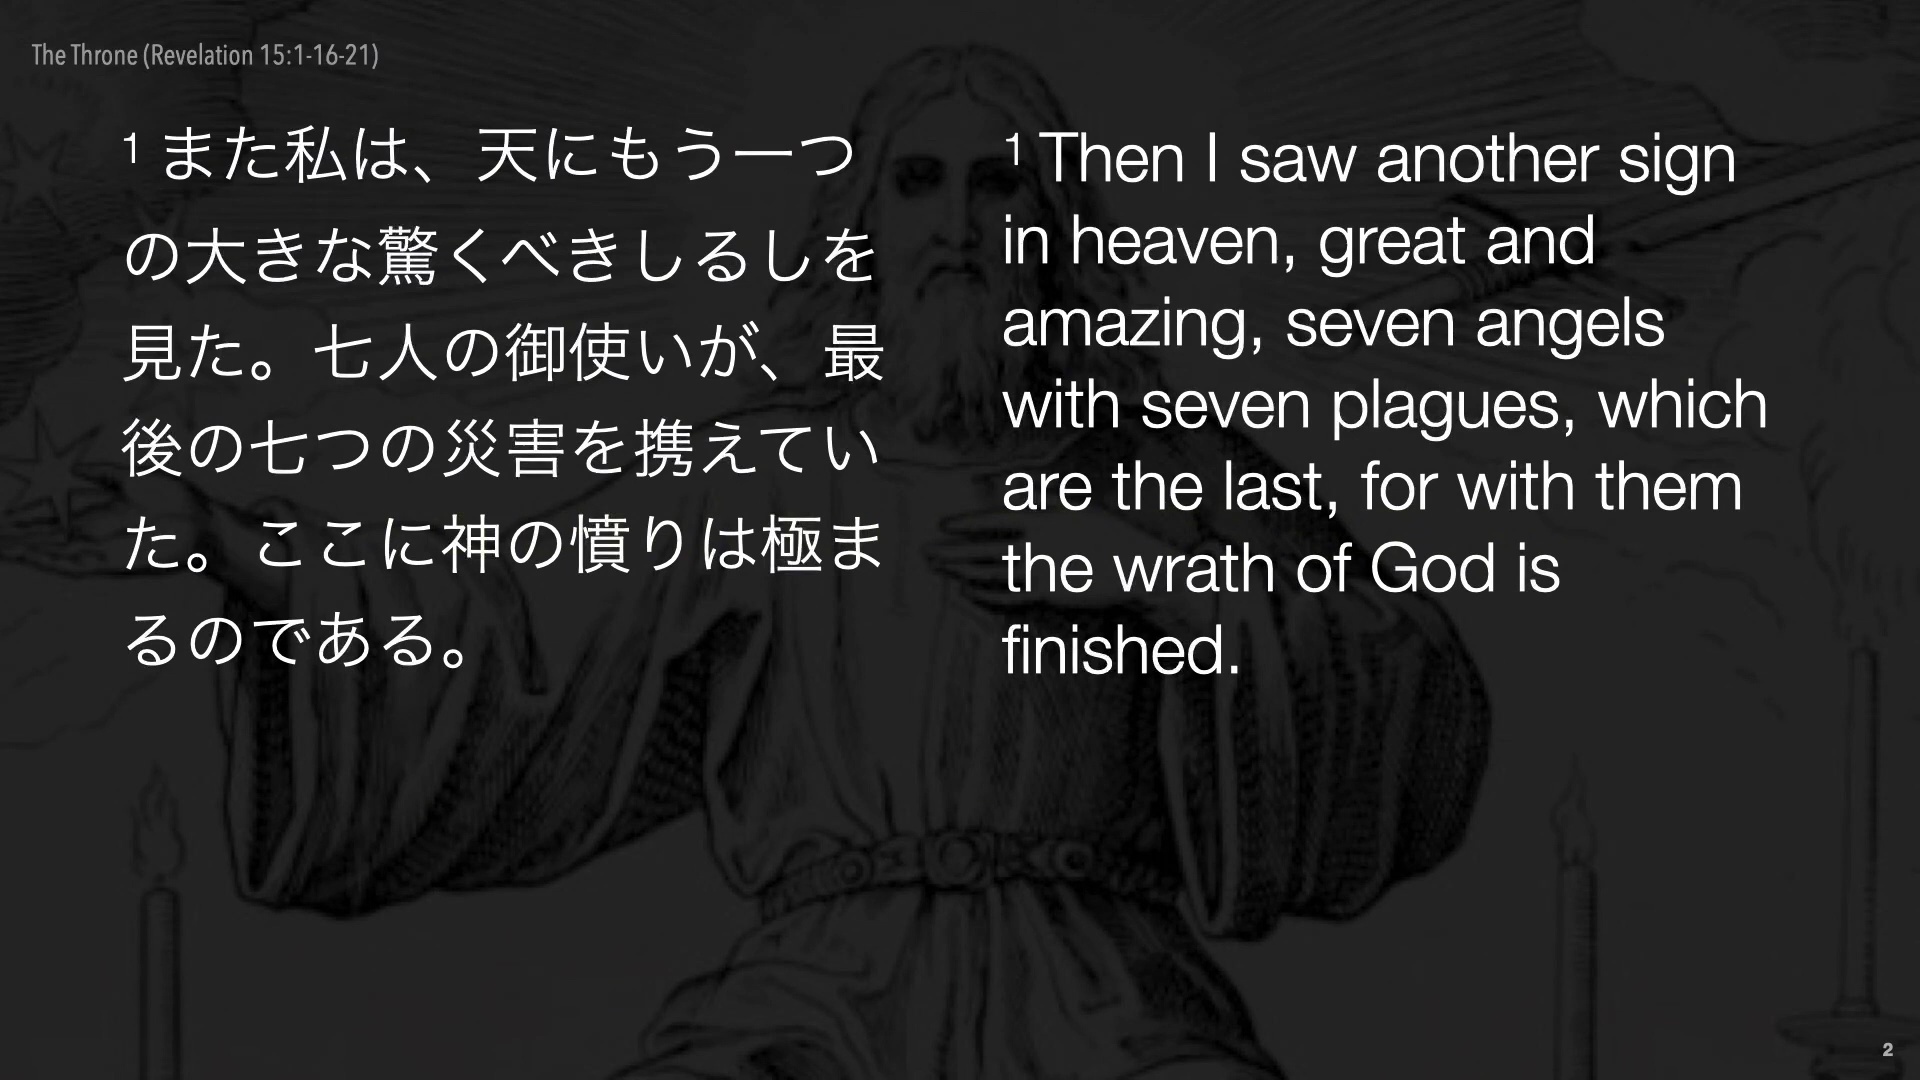 The Throne (Revelation 15:1-16-21)
1 また私は、天にもう一つ
の大きな驚くべきしるしを
見た。七人の御使いが、最
後の七つの災害を携えてい
た。ここに神の憤りは極ま
るのである。
1 Then I saw another sign
in heaven, great and
amazing, seven angels
with seven plagues, which
are the last, for with them
the wrath of God is
finished.
2